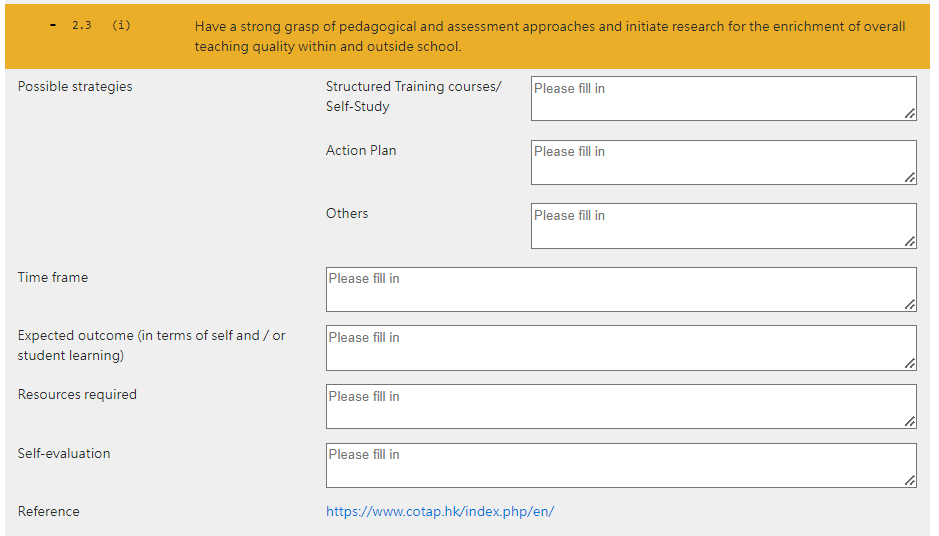 - 2.3 (i) Have a strong grasp of pedagogical and assessment approaches and initiate research for the enrichment of overall
teaching quality within and outside school.
Possible strategies
Structured Training courses/
Self-Study
Please fill in
Action Plan
Please fill in
Others
Please fill in
Time frame
Please fill in
Expected outcome (in terms of self and / or
student learning)
Please fill in
Resources required
Please fill in
Self-evaluation
Please fill in
Reference
https://www.cotap.hk/index.php/en/